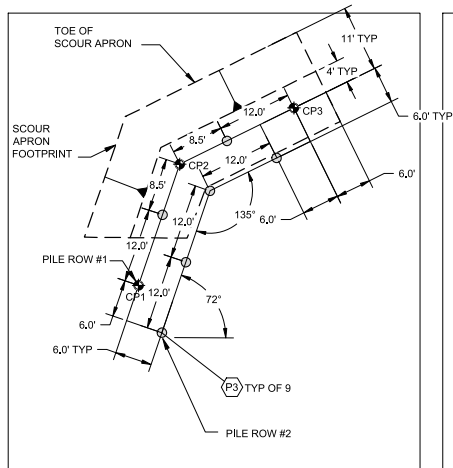 TOE OF
SCOUR APRON
11' TYP
4' TYP
12.0'
CP3
6.0' TYP
SCOUR
APRON
FOOTPRINT
8.5'
CP2
12.0'
6.0'
8.5'
6.0'
12.0'
135°
12.0'
PILE ROW #1
12.0'
CP1
72°
6.0'
6.0' TYP
P3 TYP OF 9
PILE ROW #2